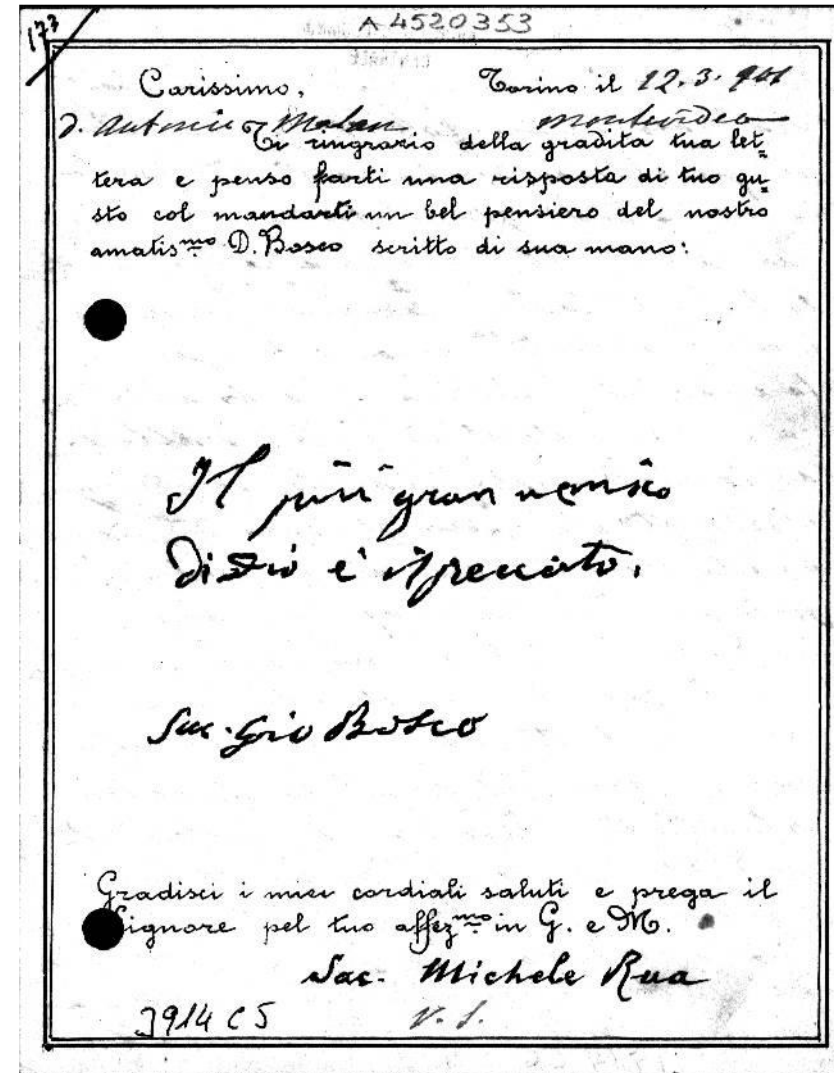 173
A 4520353
CENTRALE
Carissimo, Torino il 12.3.901
D. Antonio Malan Montevideo
Ti ringrazio della gradita tua let=
tera e penso farti una risposta di tuo gu=
sto col mandarti un bel pensiero del nostro
amatis.mo D. Bosco scritto di sua mano:
Il più gran nemico
di Dio è il peccato.
Sac. Gio Bosco
Gradisci i miei cordiali saluti e prega il
Signore pel tuo affez.mo in G. e M.
Sac. Michele Rua
3914 C5 V. S.